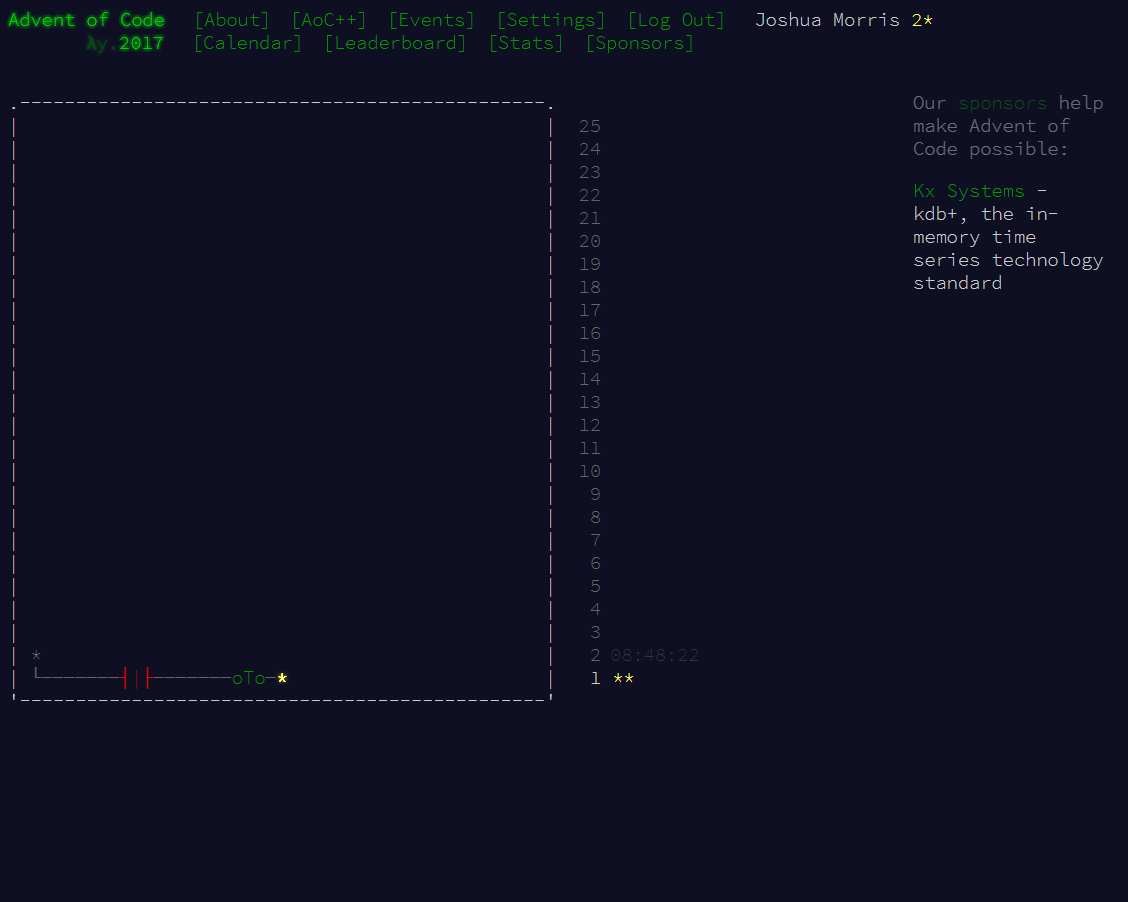 Advent of Code [About] [AoC++] [Events] [Settings] [Log Out] Joshua Morris 2*
λy.2017 [Calendar] [Leaderboard] [Stats] [Sponsors]
25
24
23
22
21
20
19
18
17
16
15
14
13
12
11
10
9
8
7
6
5
4
3
* 2 08:48:22
└───────┤|├───────oTo─* 1 **
Our sponsors help
make Advent of
Code possible:
Kx Systems -
kdb+, the in-
memory time
series technology
standard